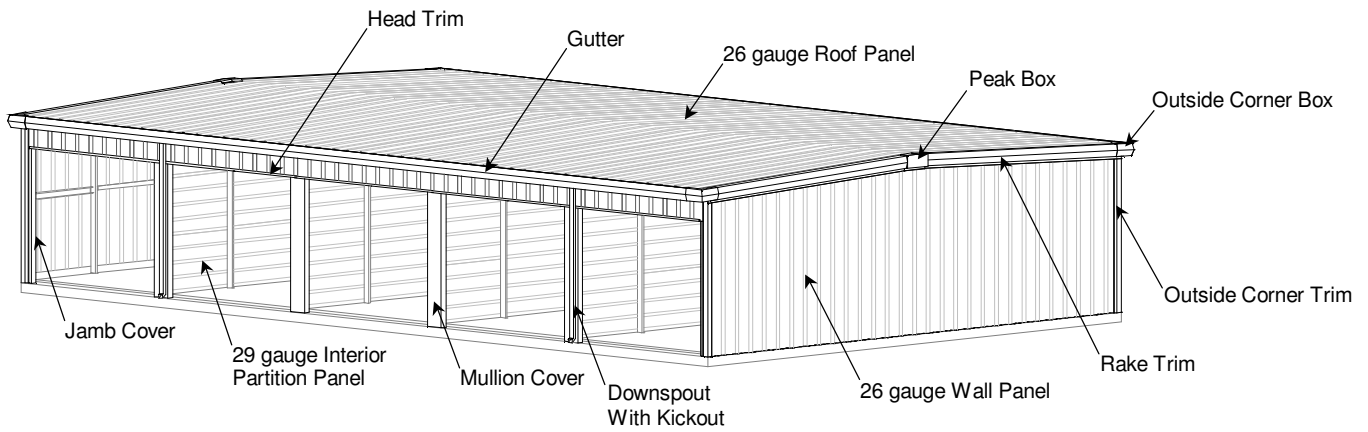 Head Trim
Gutter
26 gauge Roof Panel
Peak Box
Outside Corner Box
Jamb Cover
29 gauge Interior
Partition Panel
Mullion Cover
Downspout
With Kickout
26 gauge Wall Panel
Rake Trim
Outside Corner Trim